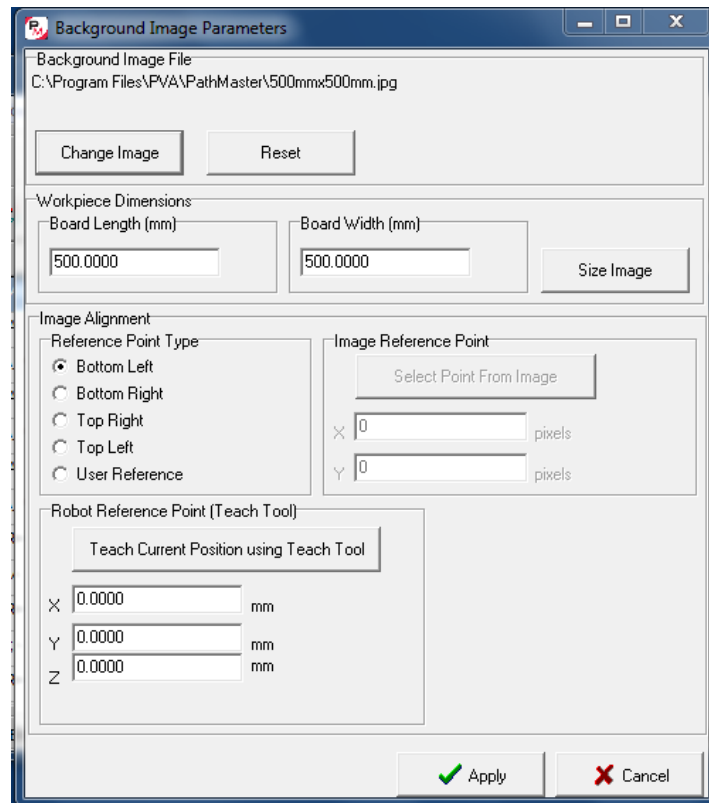 PM Background Image Parameters
Background Image File
C:\Program Files\PVA\PathMaster\500mmx500mm.jpg
Change Image Reset
Workpiece Dimensions
Board Length (mm) Board Width (mm)
500.0000 500.0000 Size Image
Image Alignment
Reference Point Type Image Reference Point
Bottom Left Select Point From Image
Bottom Right
Top Right X 0 pixels
Top Left
User Reference Y 0 pixels
Robot Reference Point (Teach Tool)
Teach Current Position using Teach Tool
X 0.0000 mm
Y 0.0000 mm
Z 0.0000 mm
Apply Cancel